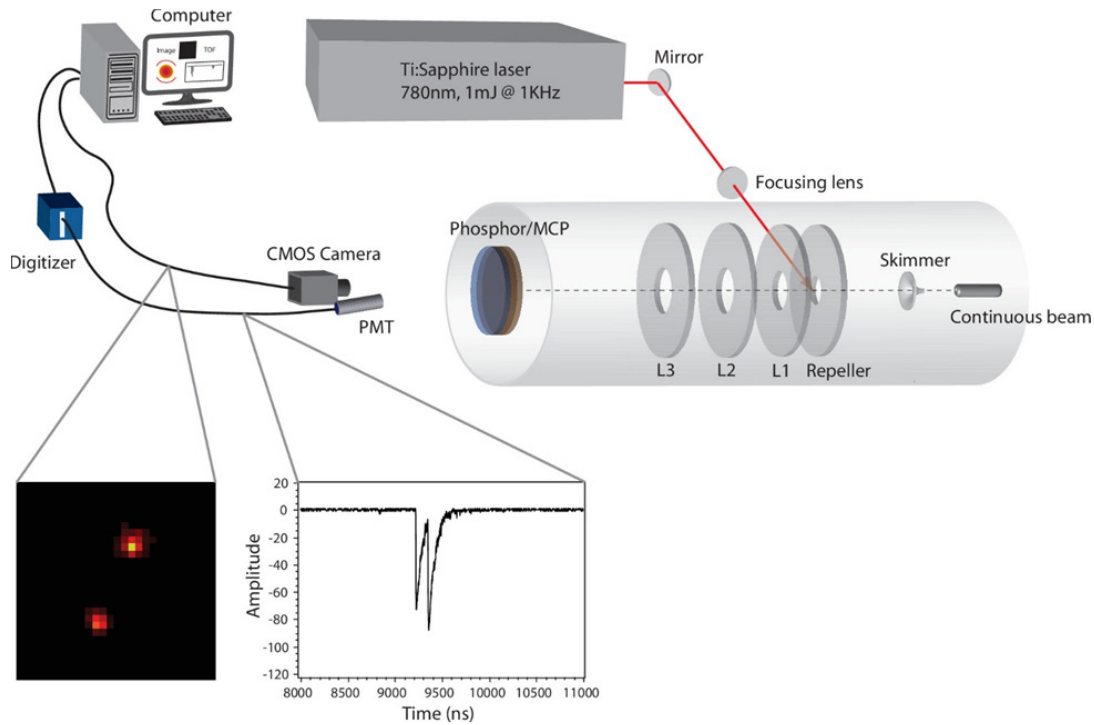 Computer
Image
TOF
Ti:Sapphire laser
780nm, 1mJ @ 1KHz
Mirror
Focusing lens
Digitizer
CMOS Camera
PMT
Phosphor/MCP
Skimmer
Continuous beam
L3
L2
L1
Repeller
20
0
-20
-40
-60
-80
-100
-120
Amplitude
8000
8500
9000
9500
10000
10500
11000
Time (ns)